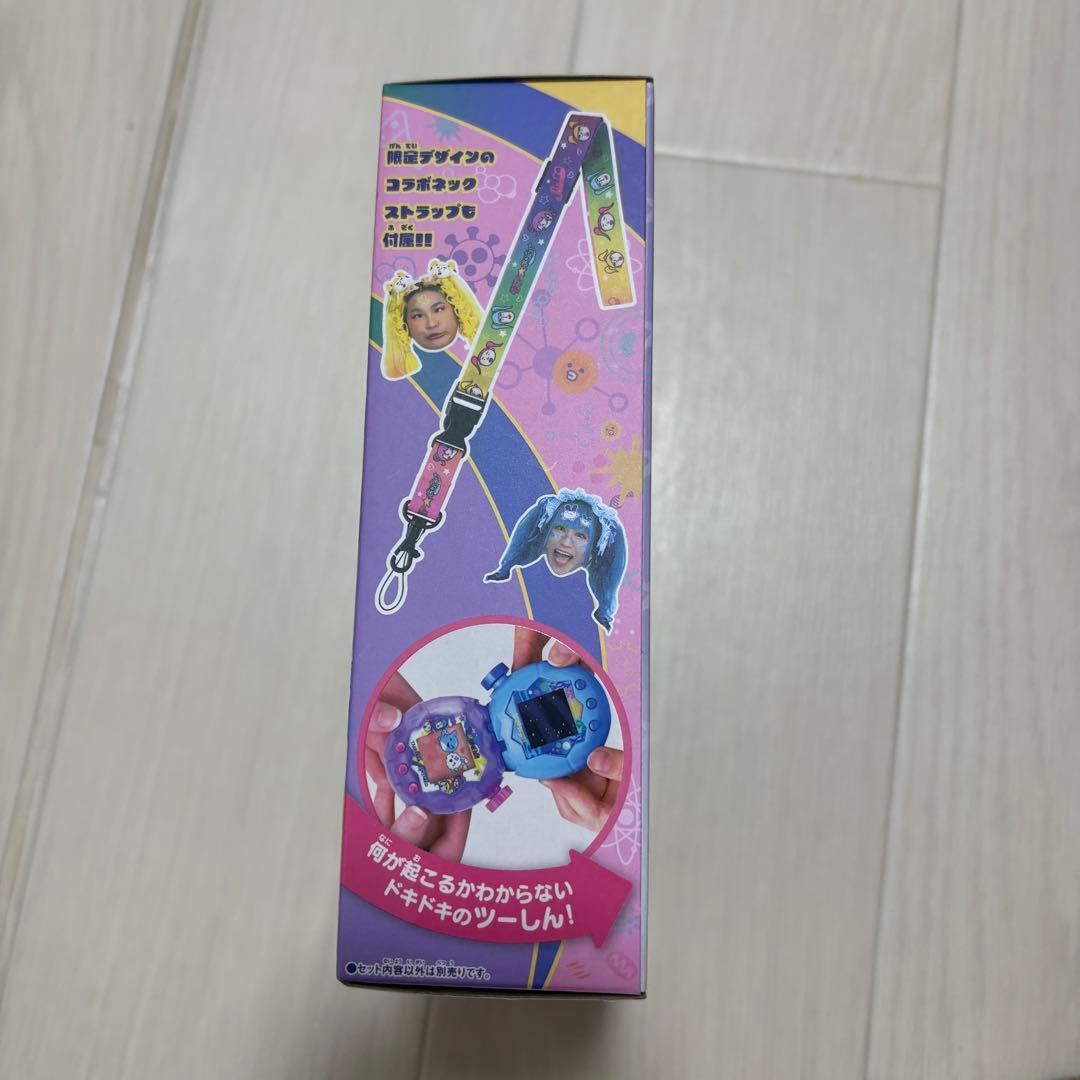 限定デザインの
コラボネック
ストラップも
付属!!
何が起こるかわからない
ドキドキのツーしん!
●セット内容以外は別売りです。